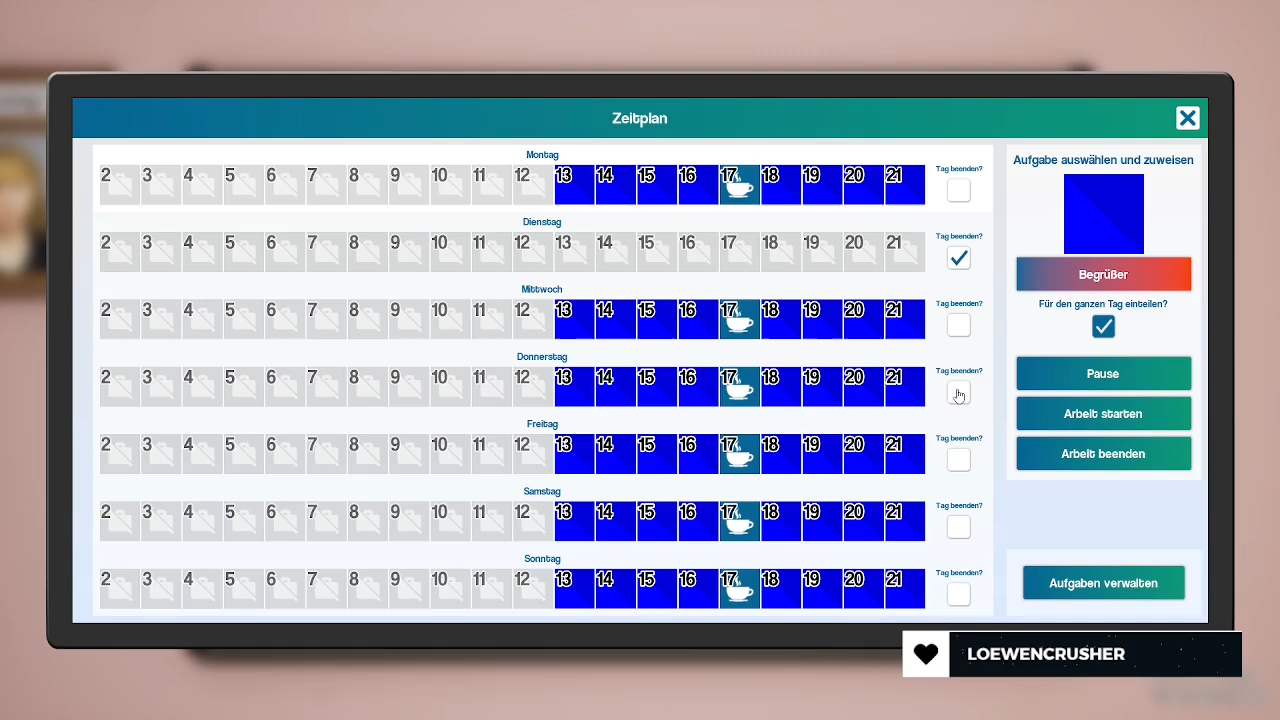 Zeitplan
Montag
2 3 4 5 6 7 8 9 10 11 12 13 14 15 16 17 18 19 20 21
Tag beenden?
Dienstag
2 3 4 5 6 7 8 9 10 11 12 13 14 15 16 17 18 19 20 21
Tag beenden?
Mittwoch
2 3 4 5 6 7 8 9 10 11 12 13 14 15 16 17 18 19 20 21
Tag beenden?
Donnerstag
2 3 4 5 6 7 8 9 10 11 12 13 14 15 16 17 18 19 20 21
Tag beenden?
Freitag
2 3 4 5 6 7 8 9 10 11 12 13 14 15 16 17 18 19 20 21
Tag beenden?
Samstag
2 3 4 5 6 7 8 9 10 11 12 13 14 15 16 17 18 19 20 21
Tag beenden?
Sonntag
2 3 4 5 6 7 8 9 10 11 12 13 14 15 16 17 18 19 20 21
Tag beenden?
Aufgabe auswählen und zuweisen
Begrüßer
Für den ganzen Tag einteilen?
Pause
Arbeit starten
Arbeit beenden
Aufgaben verwalten
LOEWENCRUSHER